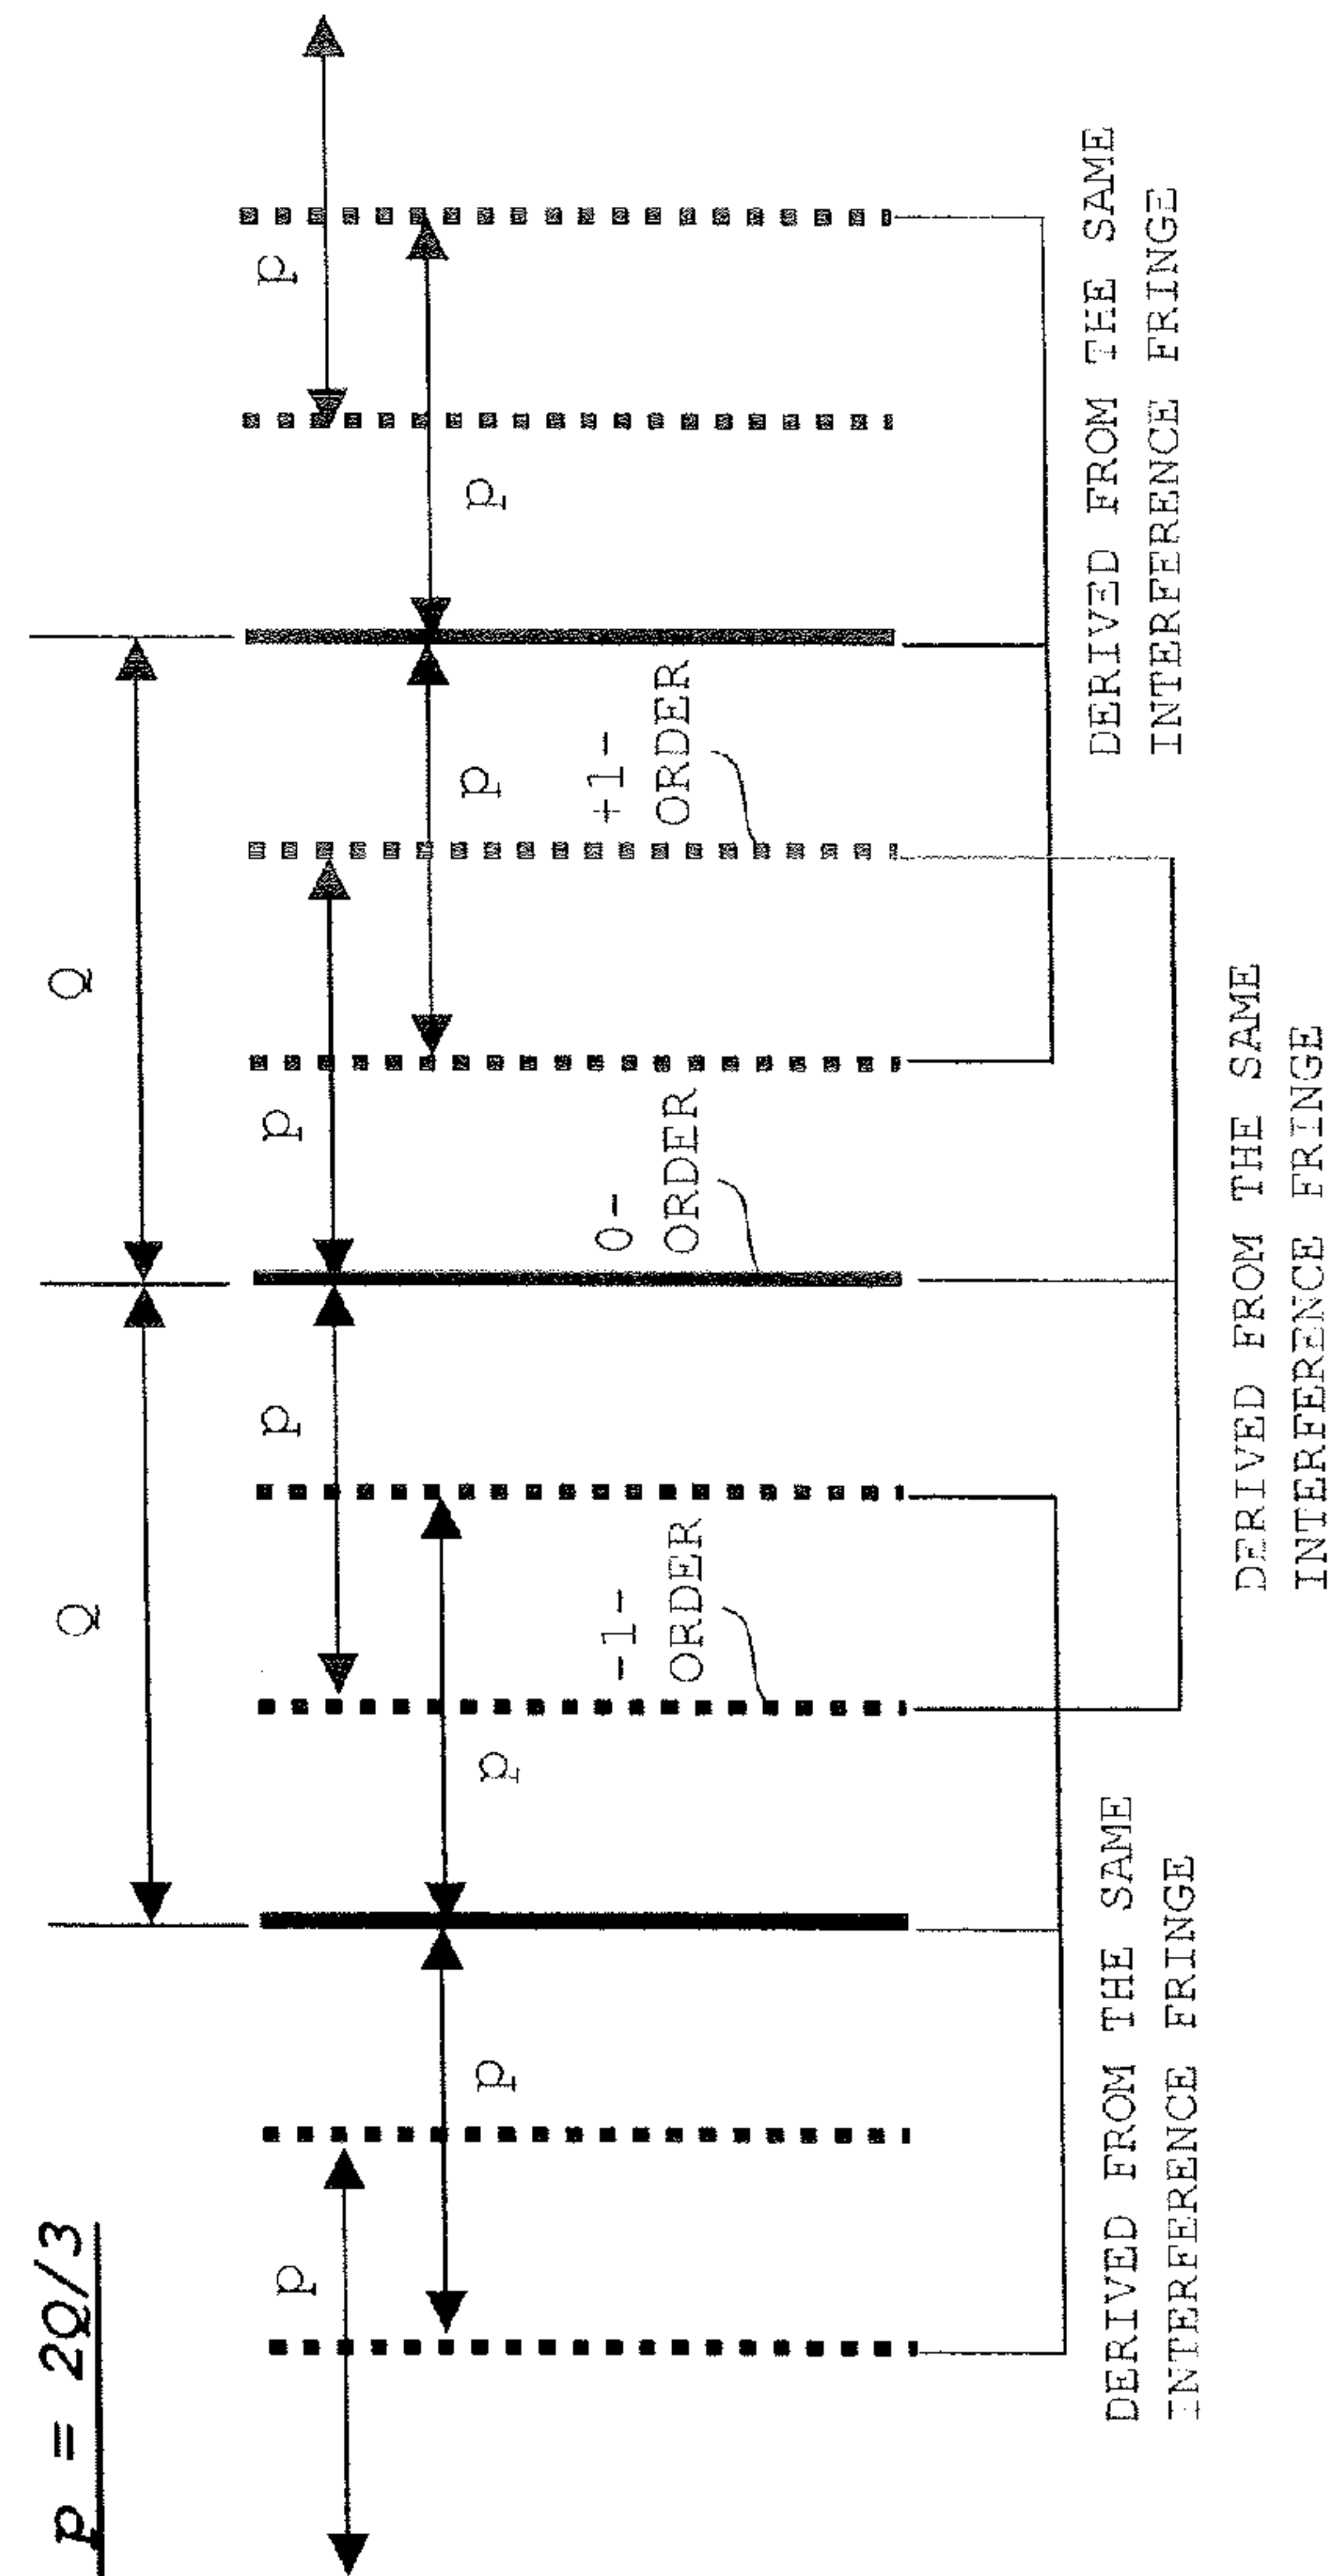 p = 2Q/3
Q
Q
p
p
p
p
p
p
p
p
-1-
ORDER
0-
ORDER
+1-
ORDER
DERIVED FROM THE SAME
INTERFERENCE FRINGE
DERIVED FROM THE SAME
INTERFERENCE FRINGE
DERIVED FROM THE SAME
INTERFERENCE FRINGE